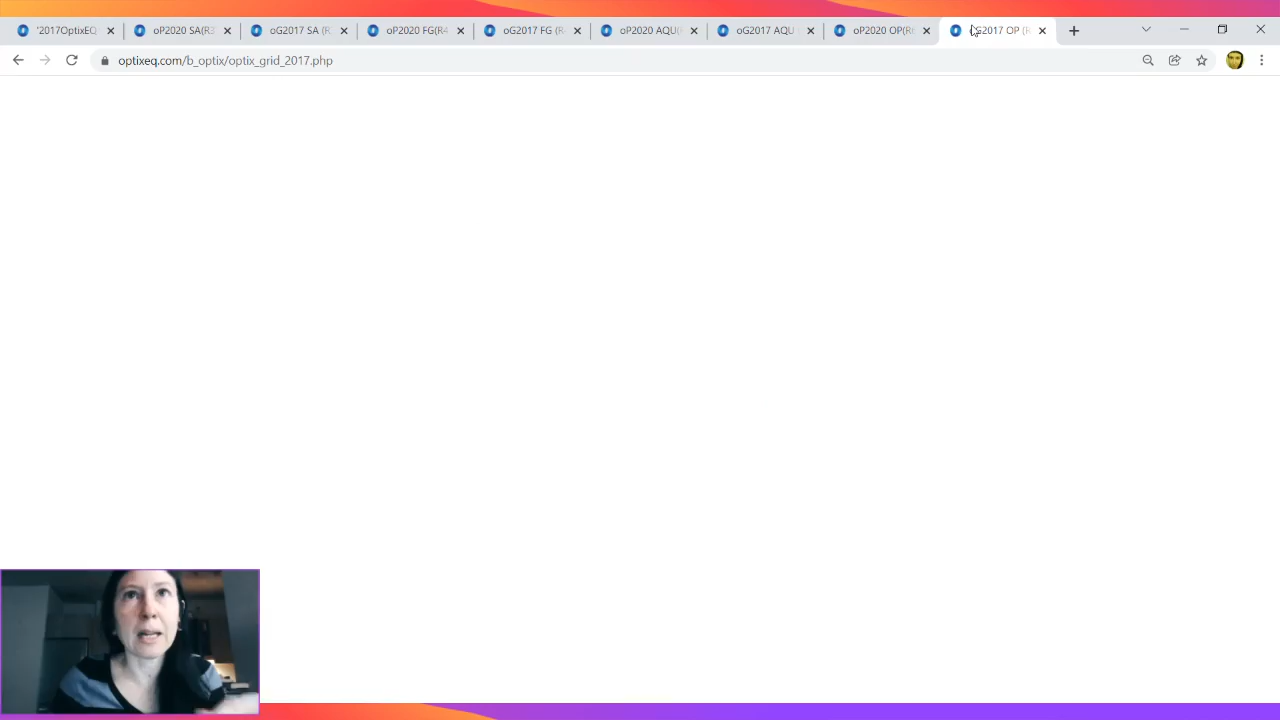 '2017OptixEQ
oP2020 SA(R3
oG2017 SA (R
oP2020 FG(R4
oG2017 FG (R
oP2020 AQU(
oG2017 AQU
oP2020 OP(R
G2017 OP (R
optixeq.com/b_optix/optix_grid_2017.php